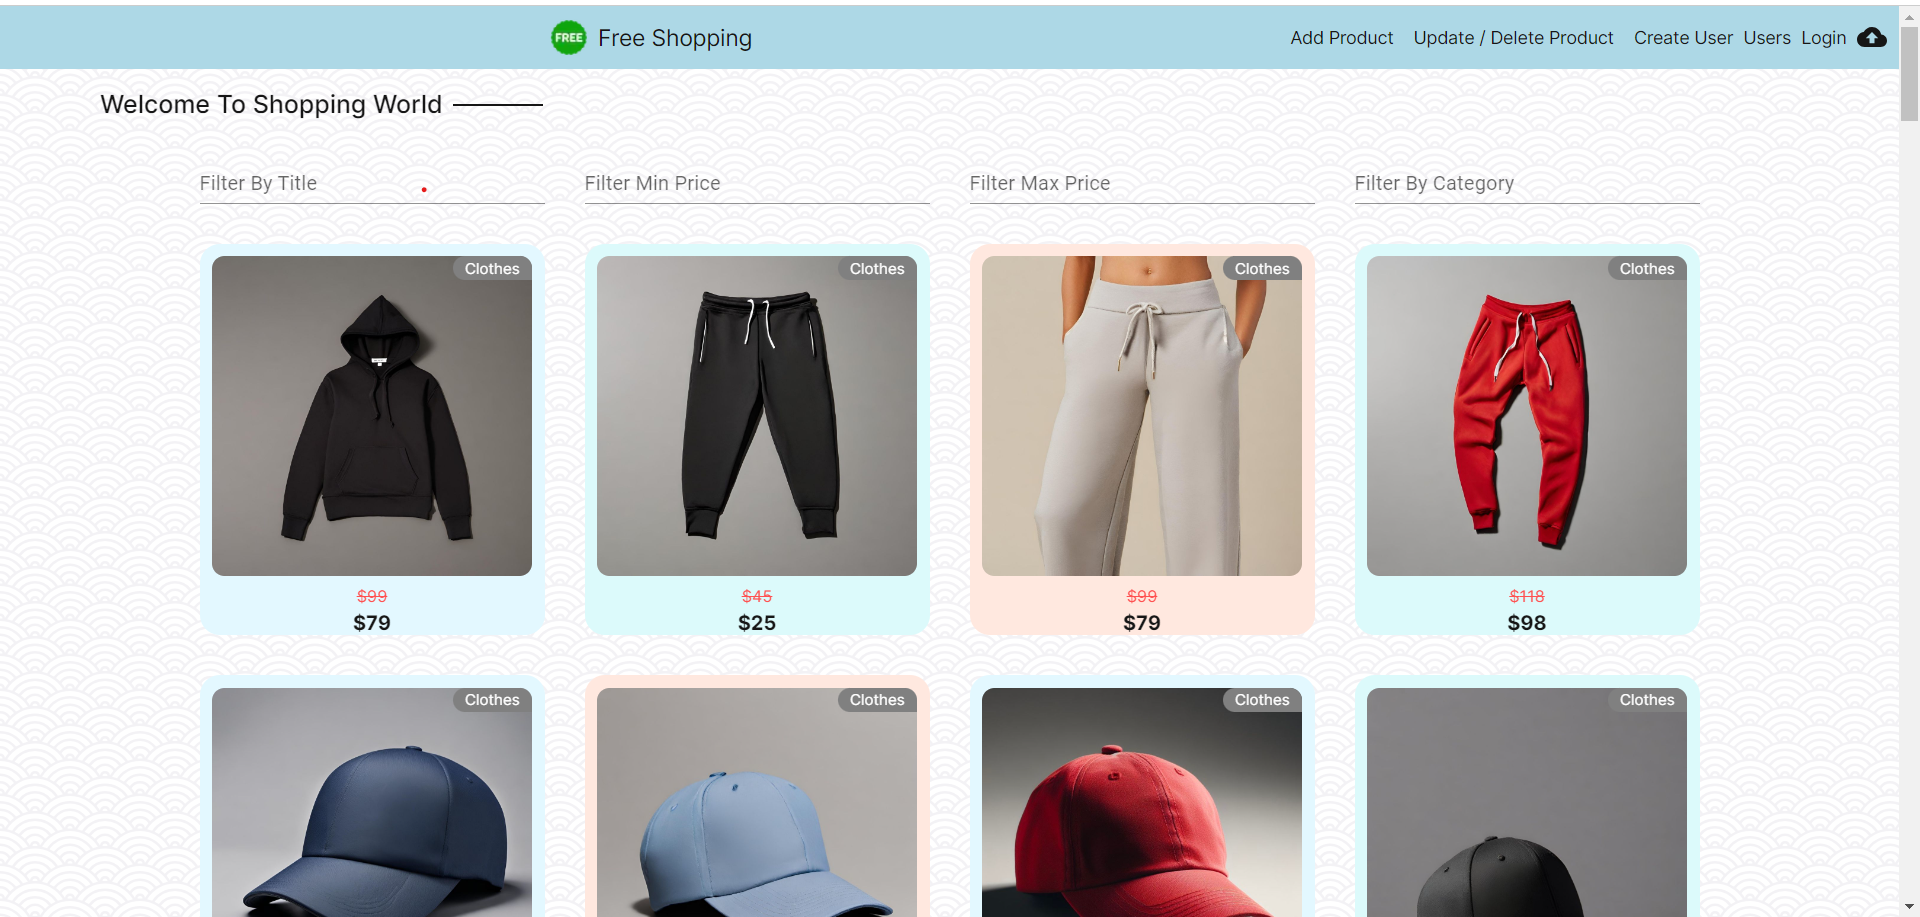 FREE Free Shopping Add Product Update / Delete Product Create User Users Login
Welcome To Shopping World
Filter By Title Filter Min Price Filter Max Price Filter By Category
Clothes Clothes Clothes Clothes
$99 $45 $99 $118
$79 $25 $79 $98
Clothes Clothes Clothes Clothes